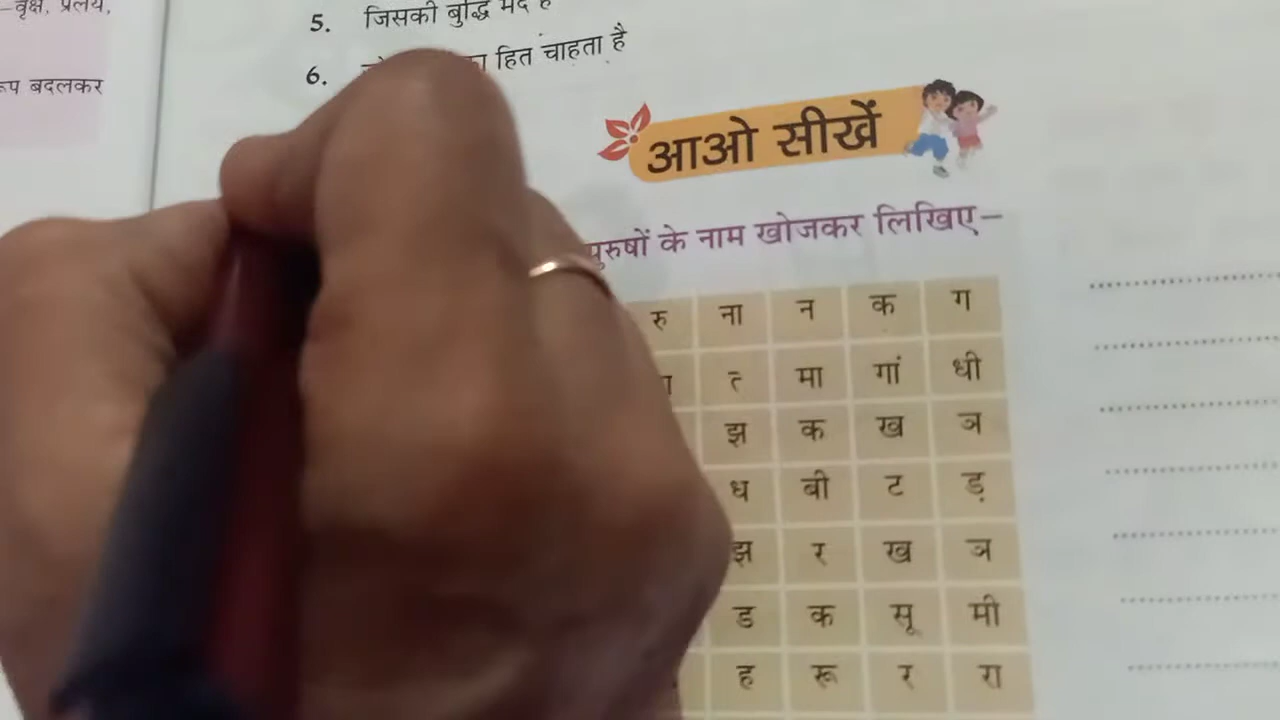 वृक्ष, प्रलय,
बदलकर
5. जिसकी बुद्धि मंद है
6. हित चाहता है
आओ सीखें
के नाम खोजकर लिखिए–
रु ना न क ग
त् मा गां धी
झ क ख ञ
ध बी ट ड़
झ र ख ञ
ड क सू मी
ह रू र रा